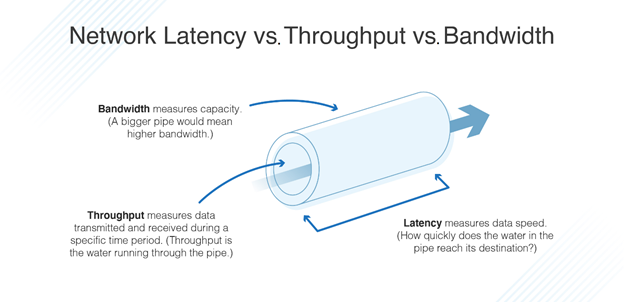 Network Latency vs. Throughput vs. Bandwidth
Bandwidth measures capacity.
(A bigger pipe would mean
higher bandwidth.)
Throughput measures data
transmitted and received during a
specific time period. (Throughput is
the water running through the pipe.)
Latency measures data speed.
(How quickly does the water in the
pipe reach its destination?)